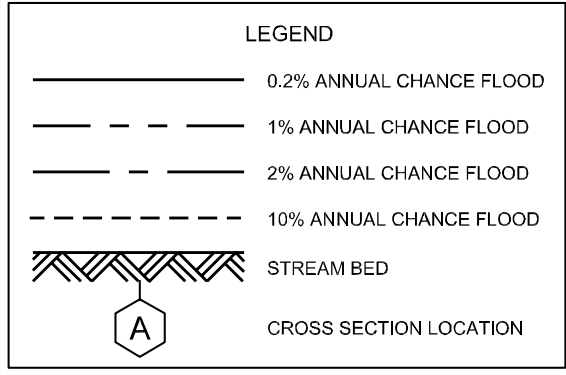 LEGEND
0.2% ANNUAL CHANCE FLOOD
1% ANNUAL CHANCE FLOOD
2% ANNUAL CHANCE FLOOD
10% ANNUAL CHANCE FLOOD
STREAM BED
A
CROSS SECTION LOCATION